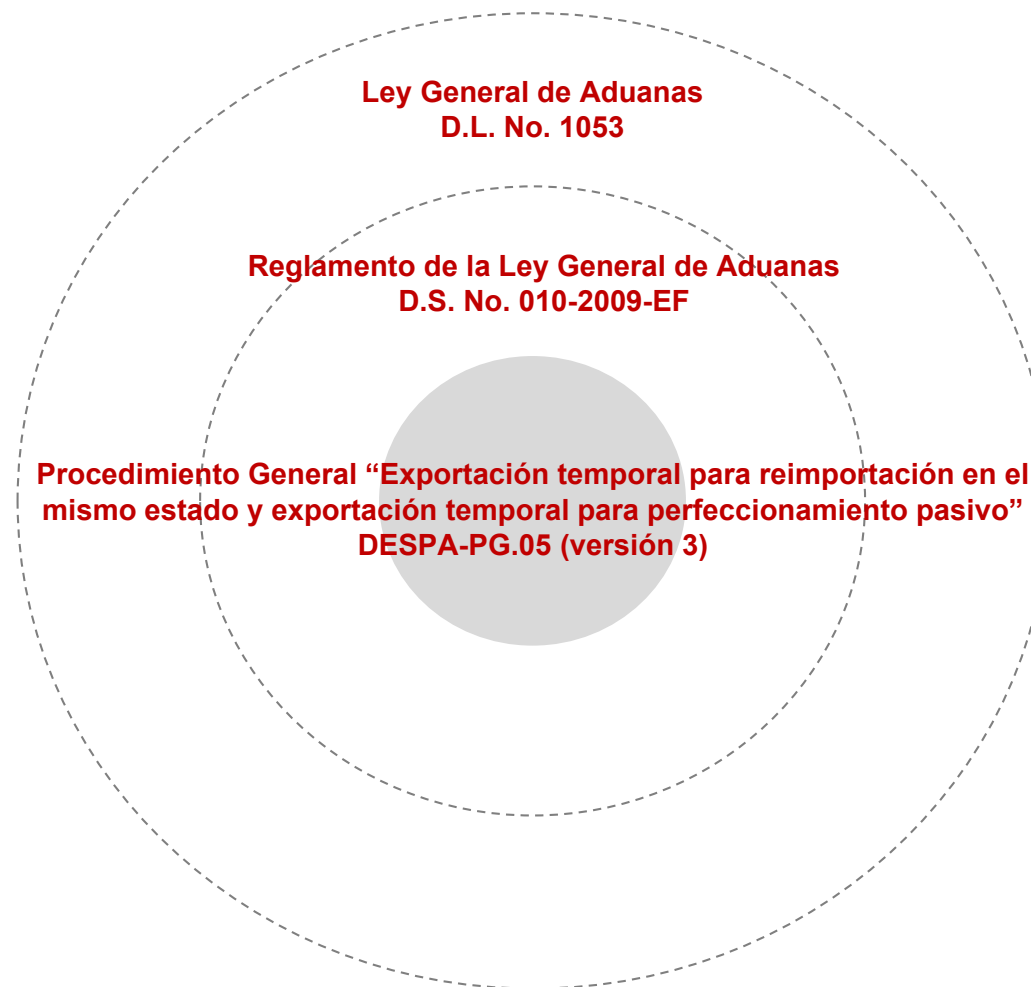 Ley General de Aduanas
D.L. No. 1053
Reglamento de la Ley General de Aduanas
D.S. No. 010-2009-EF
Procedimiento General “Exportación temporal para reimportación en el
mismo estado y exportación temporal para perfeccionamiento pasivo”
DESPA-PG.05 (versión 3)